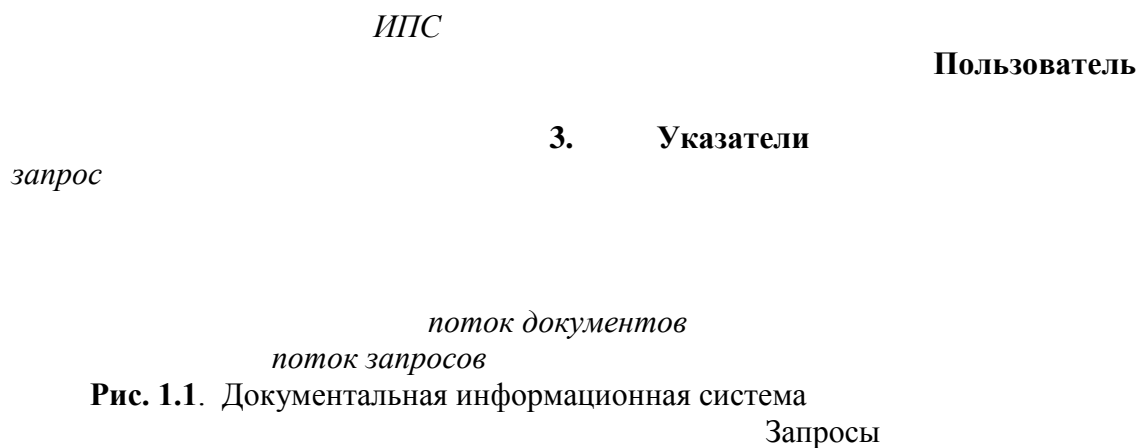 ИПС
Пользователь
3. Указатели
запрос
поток документов
поток запросов
Рис. 1.1. Документальная информационная система
Запросы